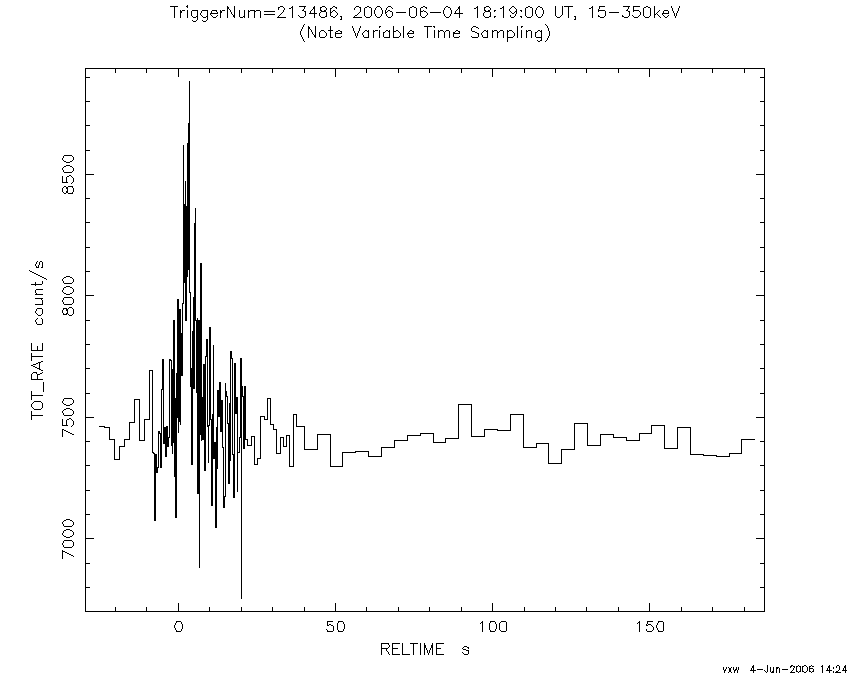 TriggerNum=213486, 2006-06-04 18:19:00 UT, 15-350keV
(Note Variable Time Sampling)
8500
8000
7500
7000
TOT_RATE count/s
0 50 100 150
RELTIME s
vxw 4-Jun-2006 14:24